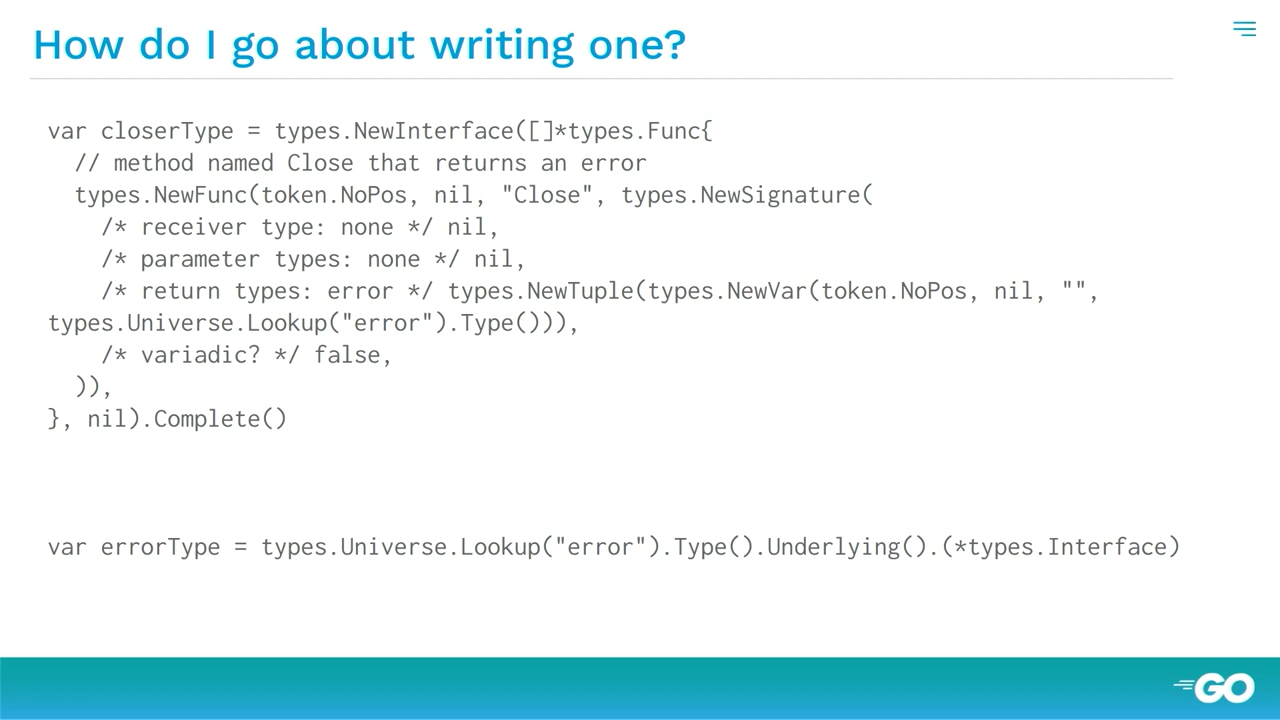 How do I go about writing one?
var closerType = types.NewInterface([]*types.Func{
  // method named Close that returns an error
  types.NewFunc(token.NoPos, nil, "Close", types.NewSignature(
    /* receiver type: none */ nil,
    /* parameter types: none */ nil,
    /* return types: error */ types.NewTuple(types.NewVar(token.NoPos, nil, "",
types.Universe.Lookup("error").Type())),
    /* variadic? */ false,
  )),
}, nil).Complete()
var errorType = types.Universe.Lookup("error").Type().Underlying().(*types.Interface)
GO